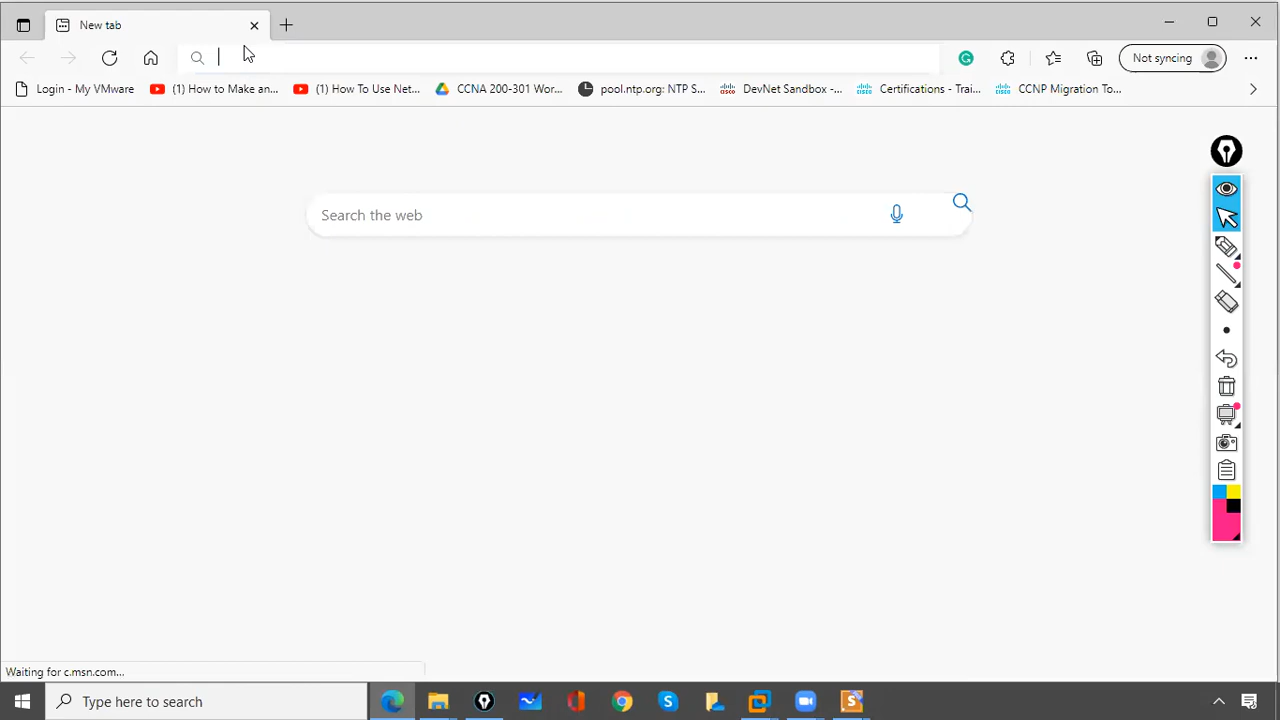 New tab
Not syncing
Login - My VMware
(1) How to Make an...
(1) How To Use Net...
CCNA 200-301 Wor...
pool.ntp.org: NTP S...
DevNet Sandbox -...
Certifications - Trai...
CCNP Migration To...
Search the web
Waiting for c.msn.com...
Type here to search